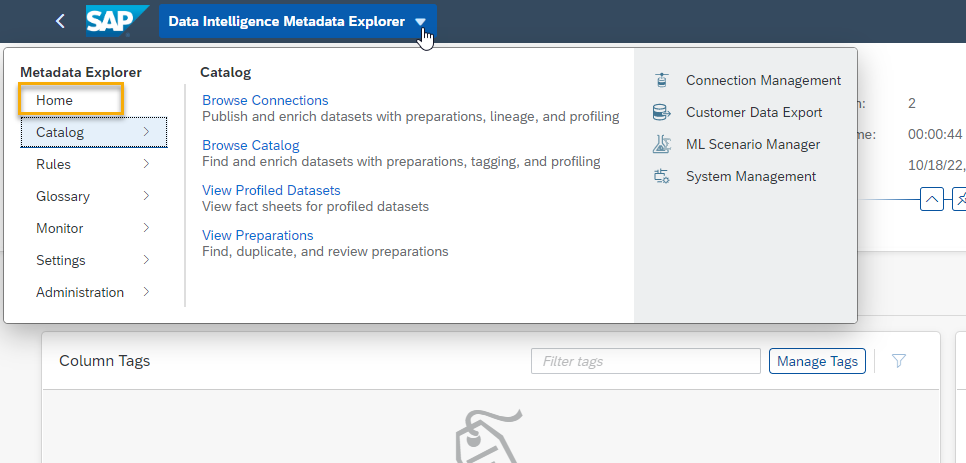 SAP
Data Intelligence Metadata Explorer
Metadata Explorer
Home
Catalog
Rules
Glossary
Monitor
Settings
Administration
Catalog
Browse Connections
Publish and enrich datasets with preparations, lineage, and profiling
Browse Catalog
Find and enrich datasets with preparations, tagging, and profiling
View Profiled Datasets
View fact sheets for profiled datasets
View Preparations
Find, duplicate, and review preparations
Connection Management
Customer Data Export
ML Scenario Manager
System Management
2
00:00:44
10/18/22,
Column Tags
Filter tags
Manage Tags